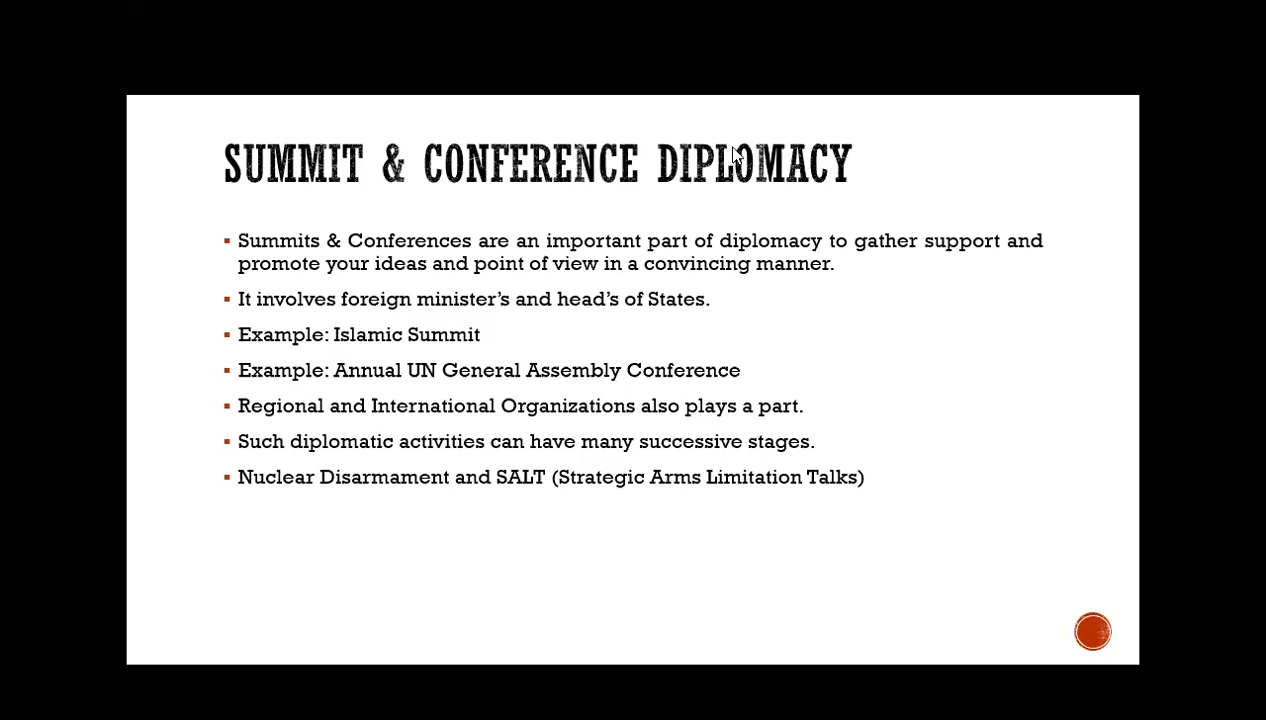 SUMMIT & CONFERENCE DIPLOMACY
▪ Summits & Conferences are an important part of diplomacy to gather support and
promote your ideas and point of view in a convincing manner.
▪ It involves foreign minister’s and head’s of States.
▪ Example: Islamic Summit
▪ Example: Annual UN General Assembly Conference
▪ Regional and International Organizations also plays a part.
▪ Such diplomatic activities can have many successive stages.
▪ Nuclear Disarmament and SALT (Strategic Arms Limitation Talks)